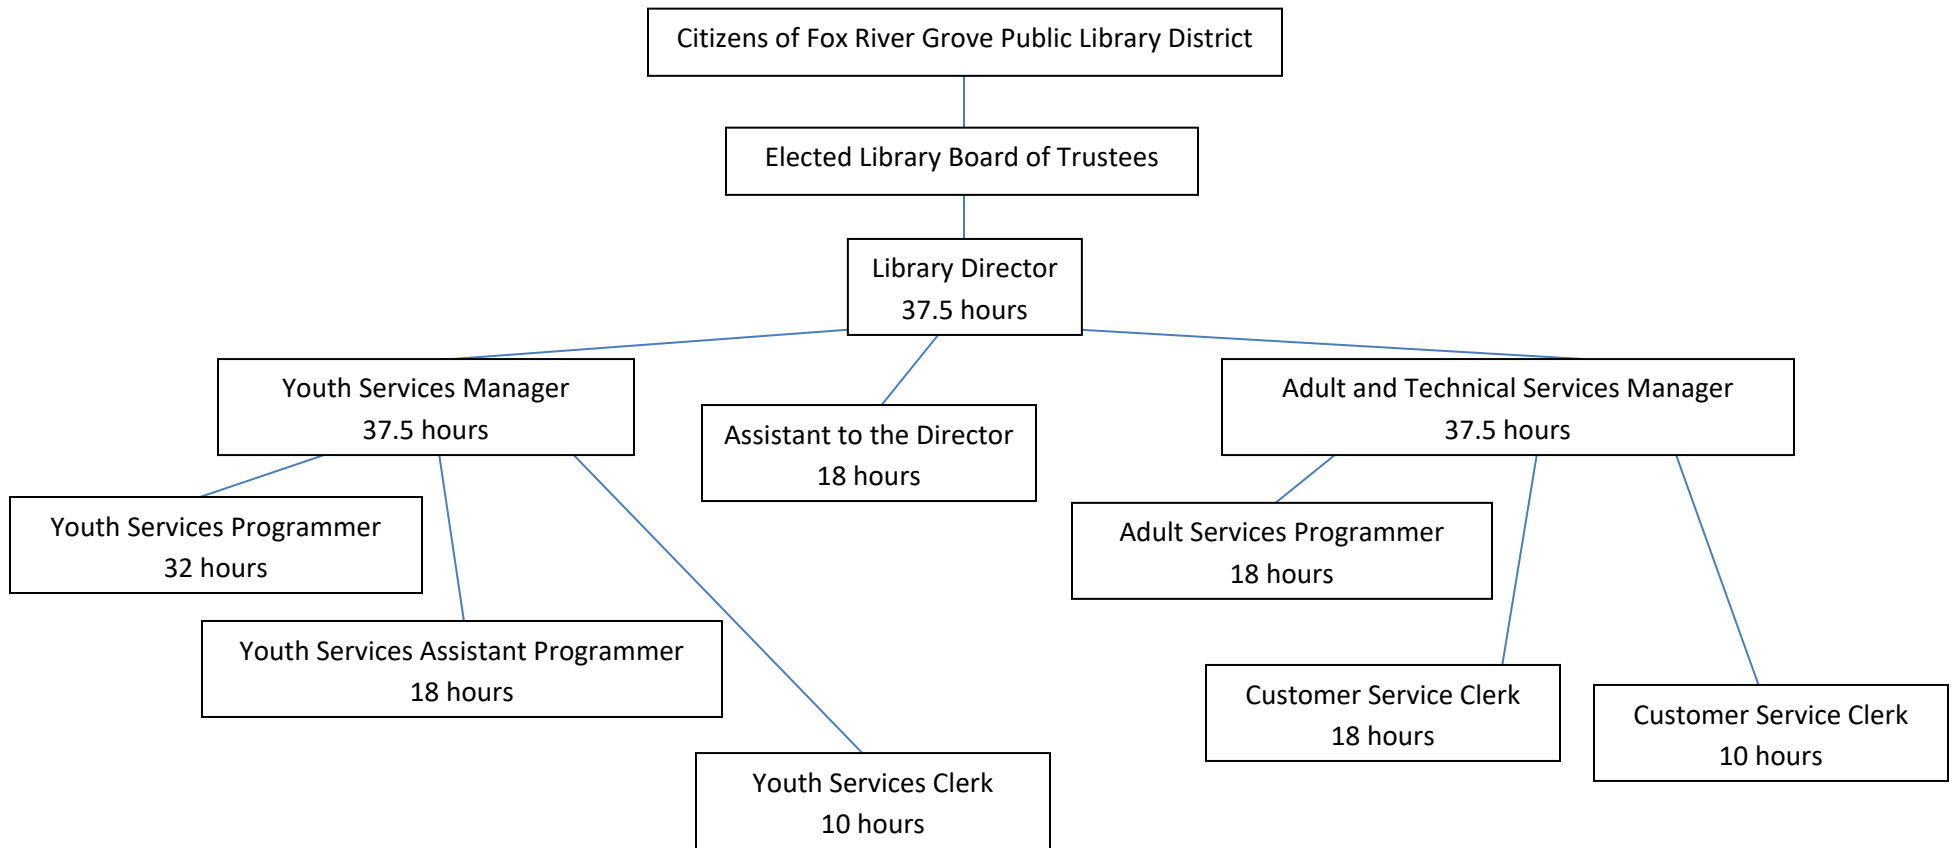 Citizens of Fox River Grove Public Library District
Elected Library Board of Trustees
Library Director
37.5 hours
Youth Services Manager
37.5 hours
Assistant to the Director
18 hours
Adult and Technical Services Manager
37.5 hours
Youth Services Programmer
32 hours
Adult Services Programmer
18 hours
Youth Services Assistant Programmer
18 hours
Customer Service Clerk
18 hours
Customer Service Clerk
10 hours
Youth Services Clerk
10 hours